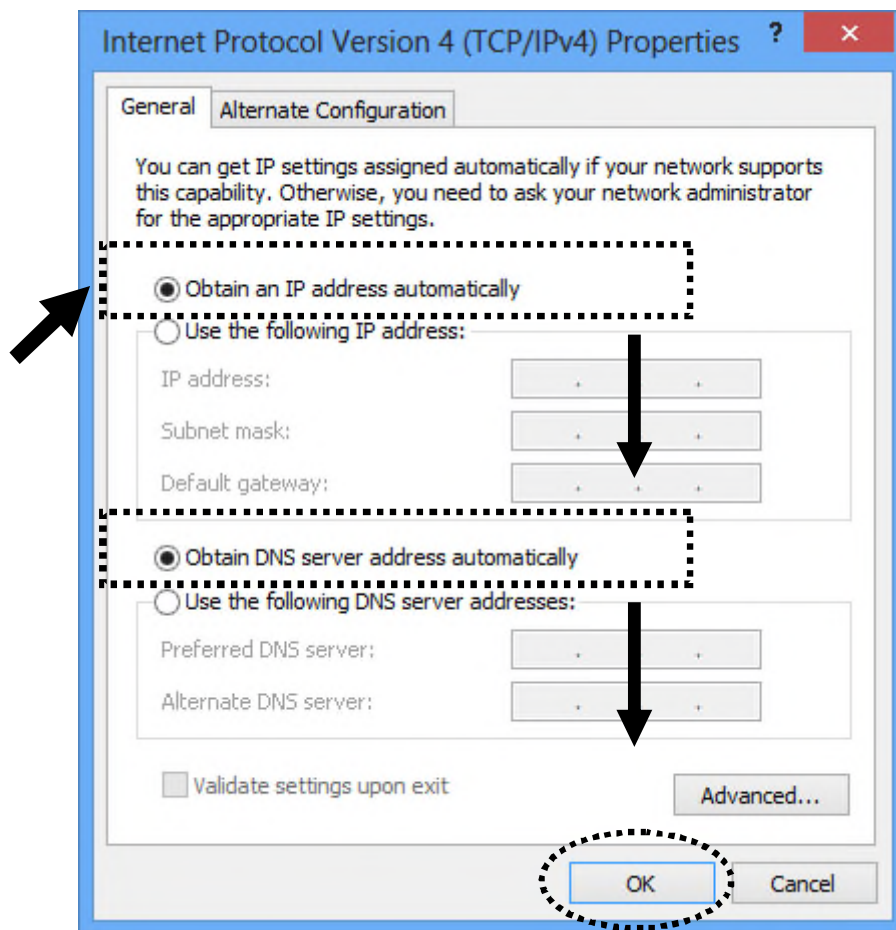 Internet Protocol Version 4 (TCP/IPv4) Properties ?
General
Alternate Configuration
You can get IP settings assigned automatically if your network supports
this capability. Otherwise, you need to ask your network administrator
for the appropriate IP settings.
Obtain an IP address automatically
Use the following IP address:
IP address:
Subnet mask:
Default gateway:
Obtain DNS server address automatically
Use the following DNS server addresses:
Preferred DNS server:
Alternate DNS server:
Validate settings upon exit
Advanced...
OK
Cancel